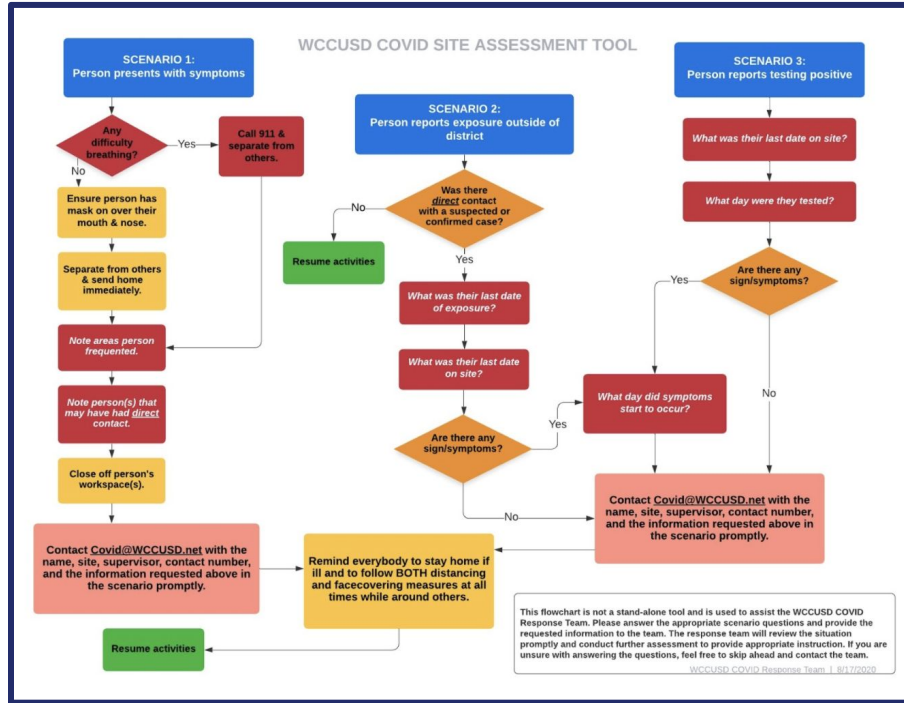 WCCUSD COVID SITE ASSESSMENT TOOL
SCENARIO 1:
Person presents with symptoms
Any
difficulty
breathing?
Yes
Call 911 &
separate from
others.
No
Ensure person has
mask on over their
mouth & nose.
Separate from others
& send home
immediately.
Note areas person
frequented.
Note person(s) that
may have had direct
contact.
Close off person's
workspace(s).
Contact Covid@WCCUSD.net with the
name, site, supervisor, contact number,
and the information requested above in
the scenario promptly.
SCENARIO 2:
Person reports exposure outside of
district
Was there
direct contact
with a suspected or
confirmed case?
No
Resume activities
Yes
What was their last date
of exposure?
What was their last date
on site?
Are there any
sign/symptoms?
Yes
No
SCENARIO 3:
Person reports testing positive
What was their last date on site?
What day were they tested?
Are there any
sign/symptoms?
Yes
No
What day did symptoms
start to occur?
Contact Covid@WCCUSD.net with the
name, site, supervisor, contact number,
and the information requested above in
the scenario promptly.
Remind everybody to stay home if
ill and to follow BOTH distancing
and facecovering measures at all
times while around others.
Resume activities
This flowchart is not a stand-alone tool and is used to assist the WCCUSD COVID
Response Team. Please answer the appropriate scenario questions and provide the
requested information to the team. The response team will review the situation
promptly and conduct further assessment to provide appropriate instruction. If you are
unsure with answering the questions, feel free to skip ahead and contact the team.
WCCUSD COVID Response Team | 8/17/2020